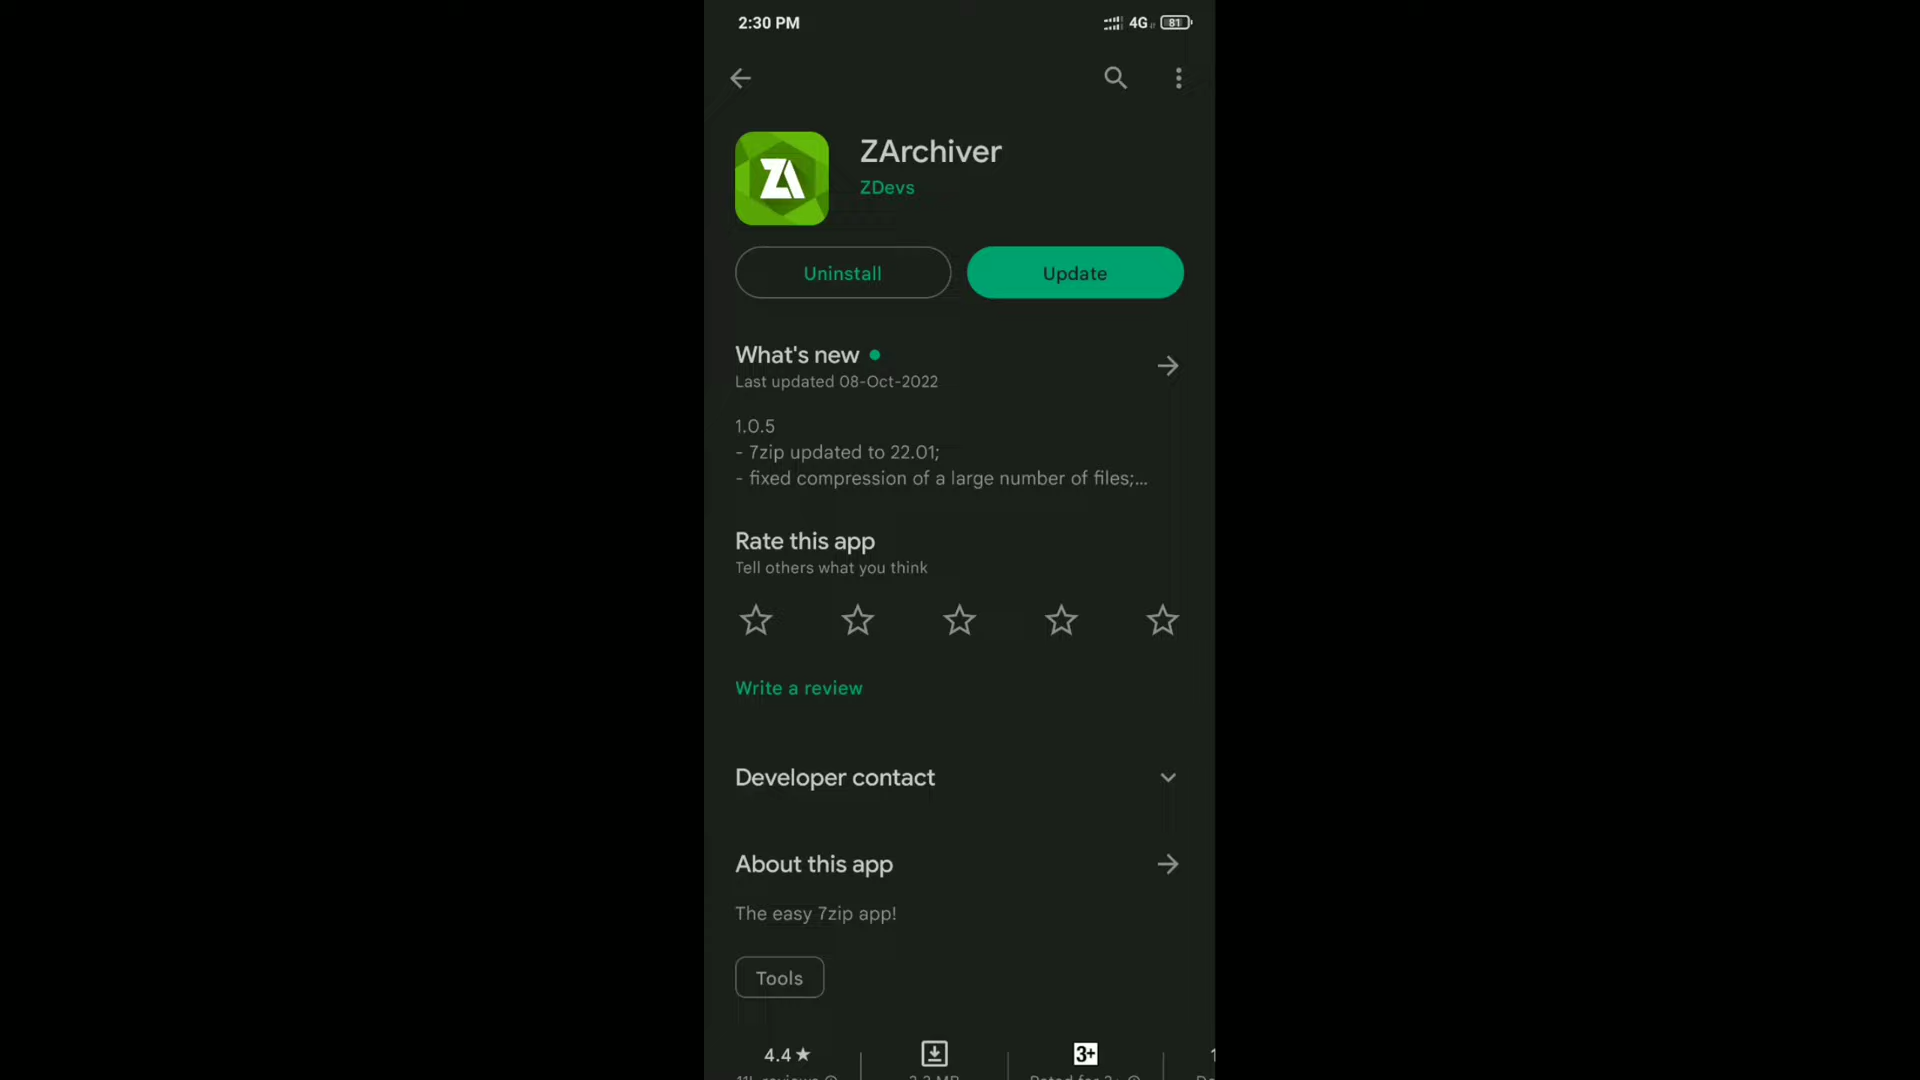 2:30 PM 4G 81
ZA
ZArchiver
ZDevs
Uninstall Update
What's new
Last updated 08-Oct-2022
1.0.5
- 7zip updated to 22.01;
- fixed compression of a large number of files;...
Rate this app
Tell others what you think
Write a review
Developer contact
About this app
The easy 7zip app!
Tools
4.4★ 3+